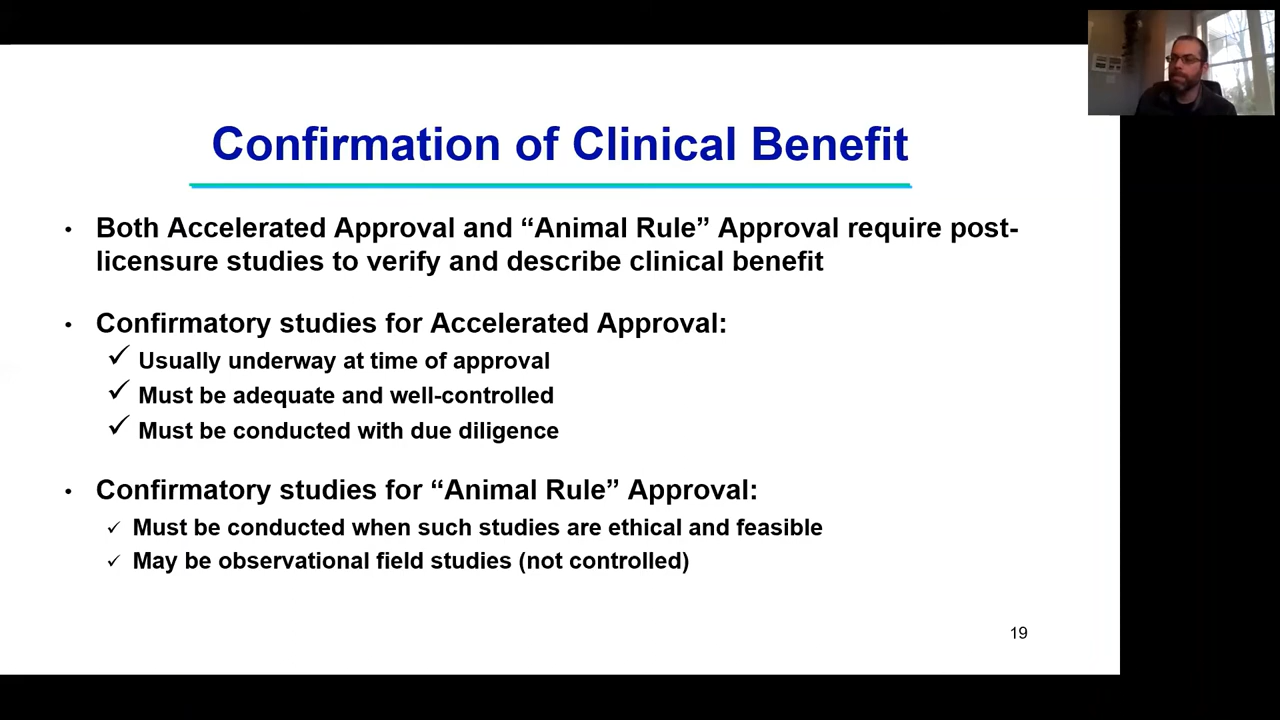 Confirmation of Clinical Benefit
• Both Accelerated Approval and “Animal Rule” Approval require post-
licensure studies to verify and describe clinical benefit
• Confirmatory studies for Accelerated Approval:
✓ Usually underway at time of approval
✓ Must be adequate and well-controlled
✓ Must be conducted with due diligence
• Confirmatory studies for “Animal Rule” Approval:
✓ Must be conducted when such studies are ethical and feasible
✓ May be observational field studies (not controlled)
19